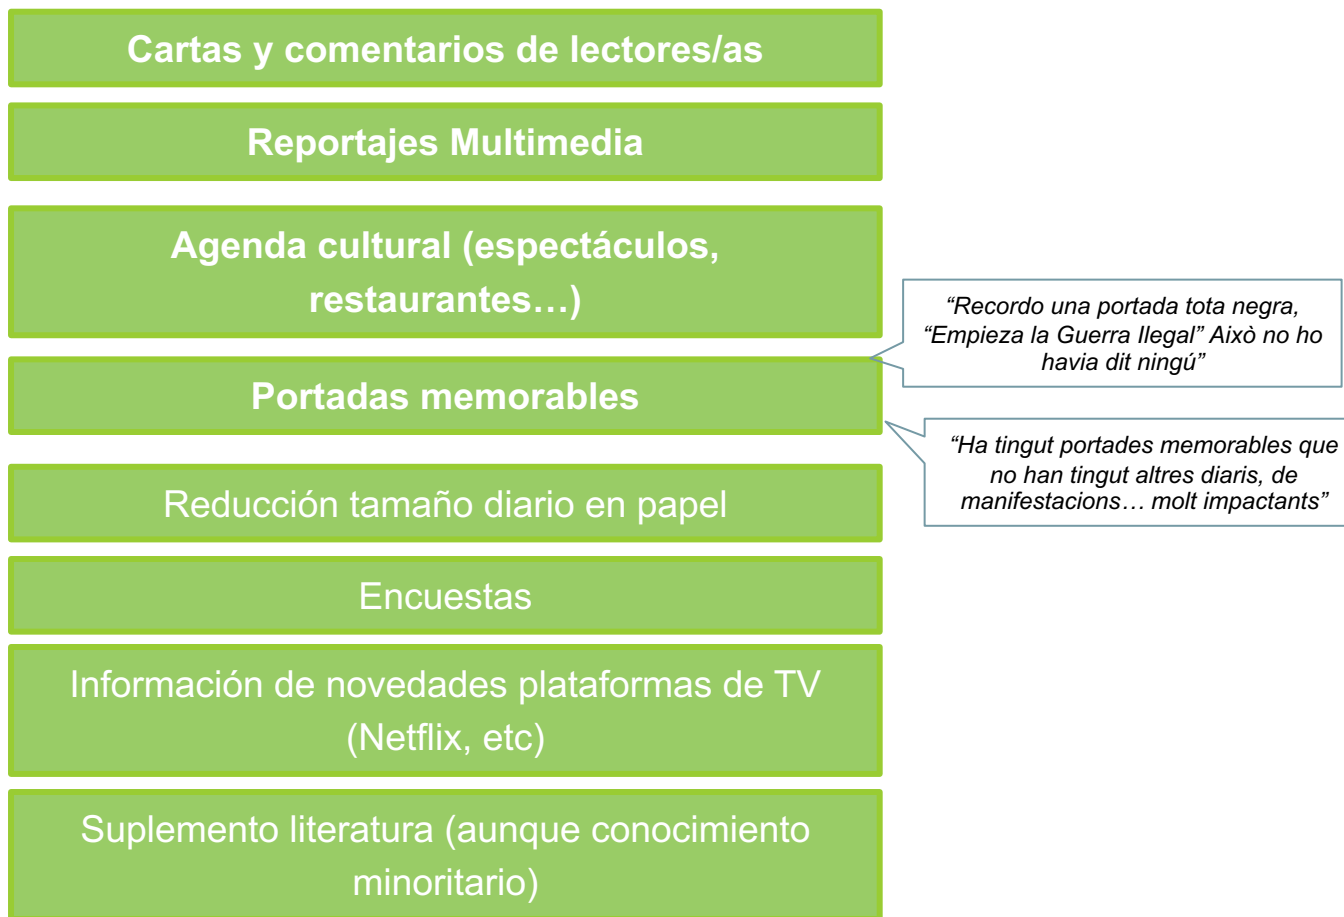 Cartas y comentarios de lectores/as
Reportajes Multimedia
Agenda cultural (espectáculos,
restaurantes…)
“Recordo una portada tota negra,
“Empieza la Guerra Ilegal” Això no ho
havia dit ningú”
Portadas memorables
“Ha tingut portades memorables que
no han tingut altres diaris, de
manifestacions… molt impactants”
Reducción tamaño diario en papel
Encuestas
Información de novedades plataformas de TV
(Netflix, etc)
Suplemento literatura (aunque conocimiento
minoritario)